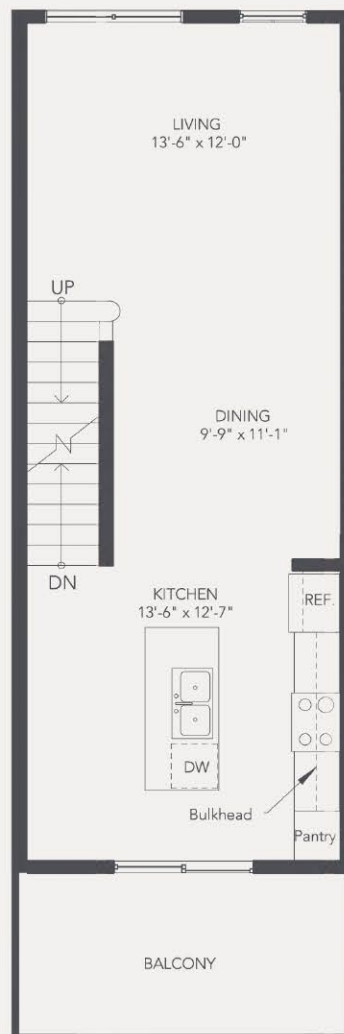 LIVING
13'-6" x 12'-0"
UP
DINING
9'-9" x 11'-1"
DN
KITCHEN
13'-6" x 12'-7"
REF.
DW
Bulkhead
Pantry
BALCONY